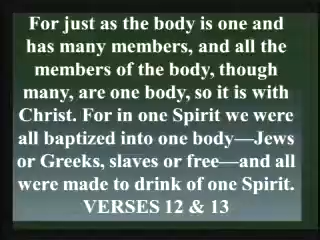 For just as the body is one and
has many members, and all the
members of the body, though
many, are one body, so it is with
Christ. For in one Spirit we were
all baptized into one body—Jews
or Greeks, slaves or free—and all
were made to drink of one Spirit.
VERSES 12 & 13